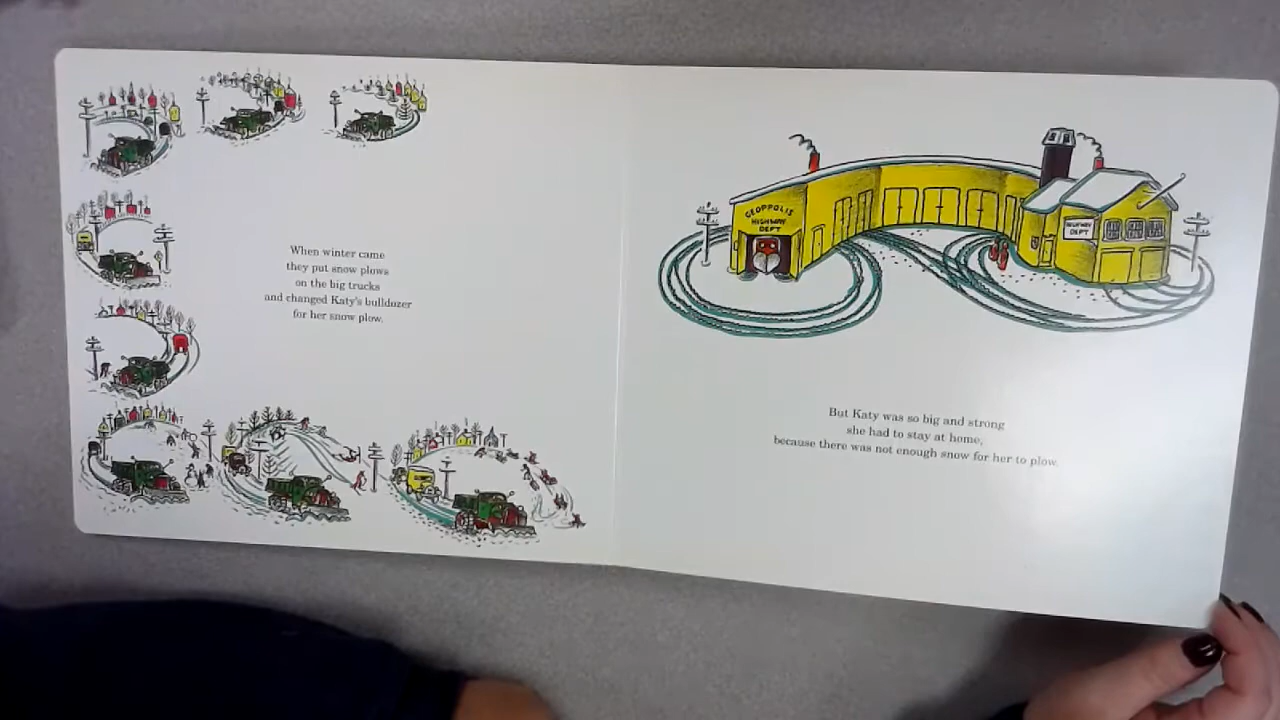 When winter came
they put snow plows
on the big trucks
and changed Katy's bulldozer
for her snow plow.
GEOPPOLIS
HIGHWAY
DEPT
HIGHWAY
DEPT
But Katy was so big and strong
she had to stay at home,
because there was not enough snow for her to plow.